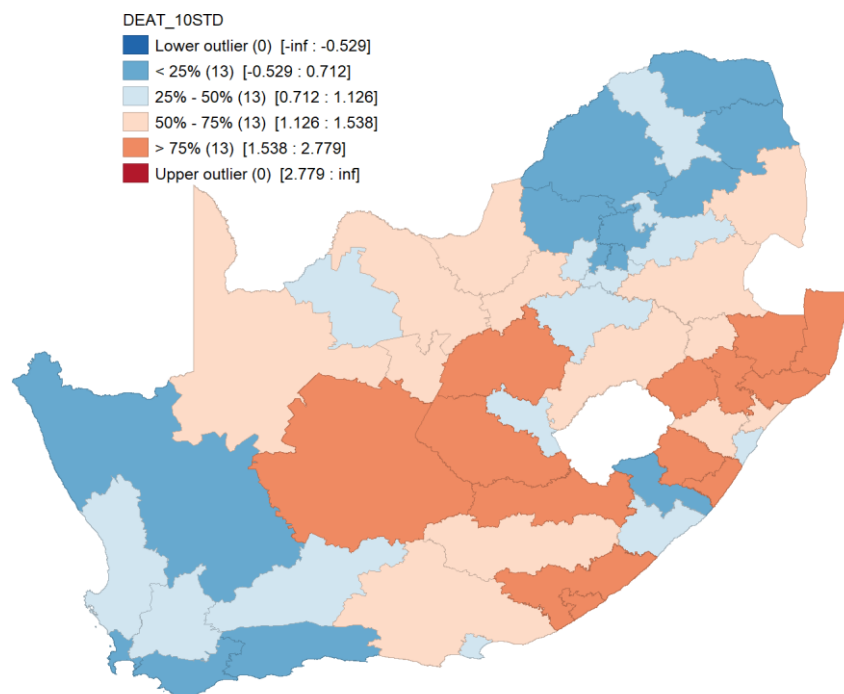 DEAT_10STD
Lower outlier (0) [-inf : -0.529]
< 25% (13) [-0.529 : 0.712]
25% - 50% (13) [0.712 : 1.126]
50% - 75% (13) [1.126 : 1.538]
> 75% (13) [1.538 : 2.779]
Upper outlier (0) [2.779 : inf]